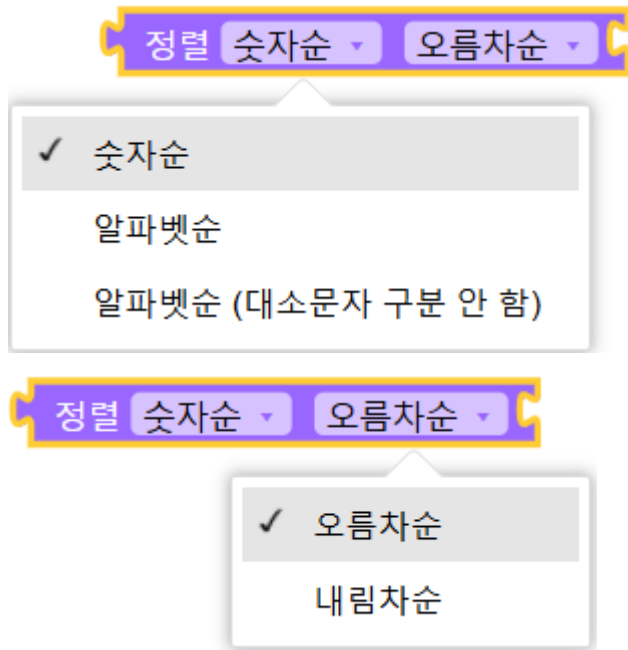 정렬 숫자순 오름차순
숫자순
알파벳순
알파벳순 (대소문자 구분 안 함)
정렬 숫자순 오름차순
오름차순
내림차순